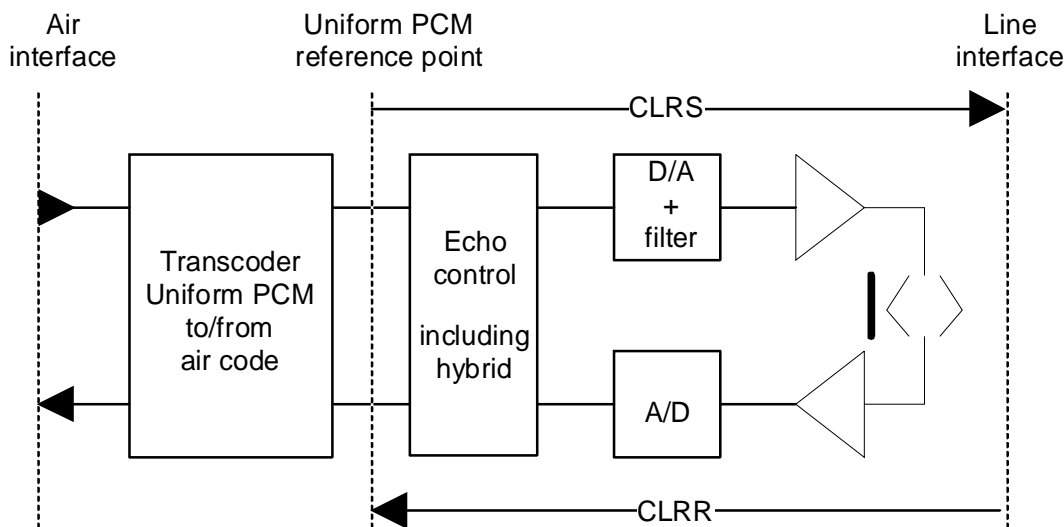 Air
interface
Uniform PCM
reference point
Line
interface
CLRS
Transcoder
Uniform PCM
to/from
air code
Echo
control
including
hybrid
D/A
+
filter
A/D
CLRR